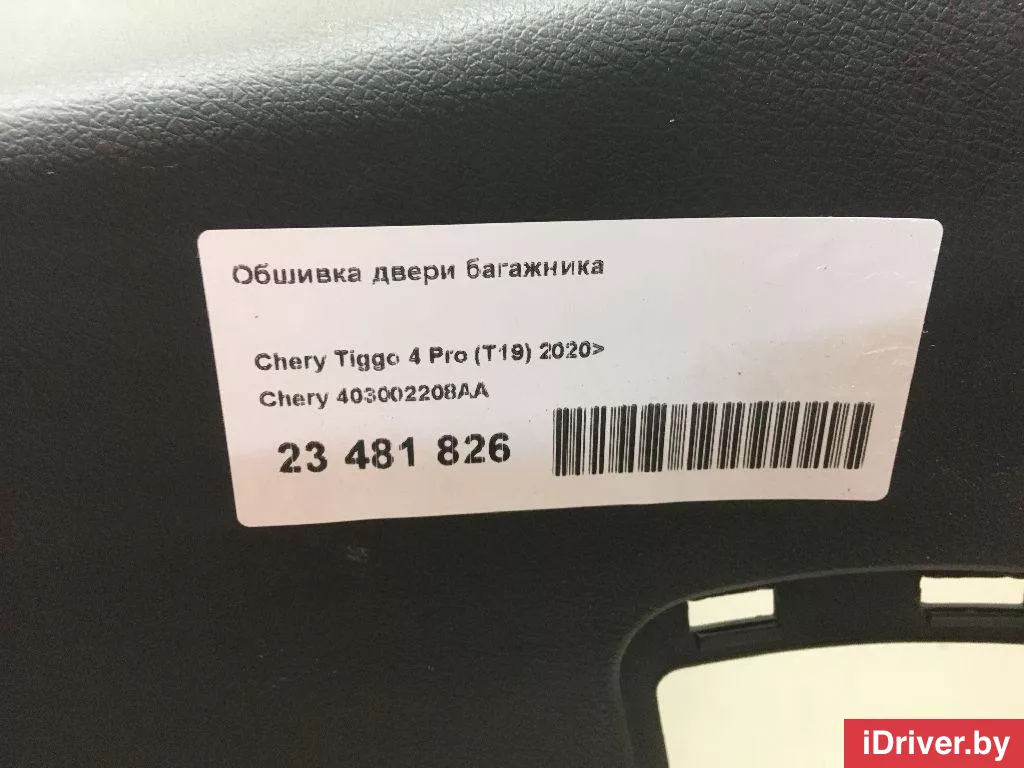 Обшивка двери багажника
Chery Tiggo 4 Pro (T19) 2020>
Chery 403002208AA
23 481 826
iDriver.by